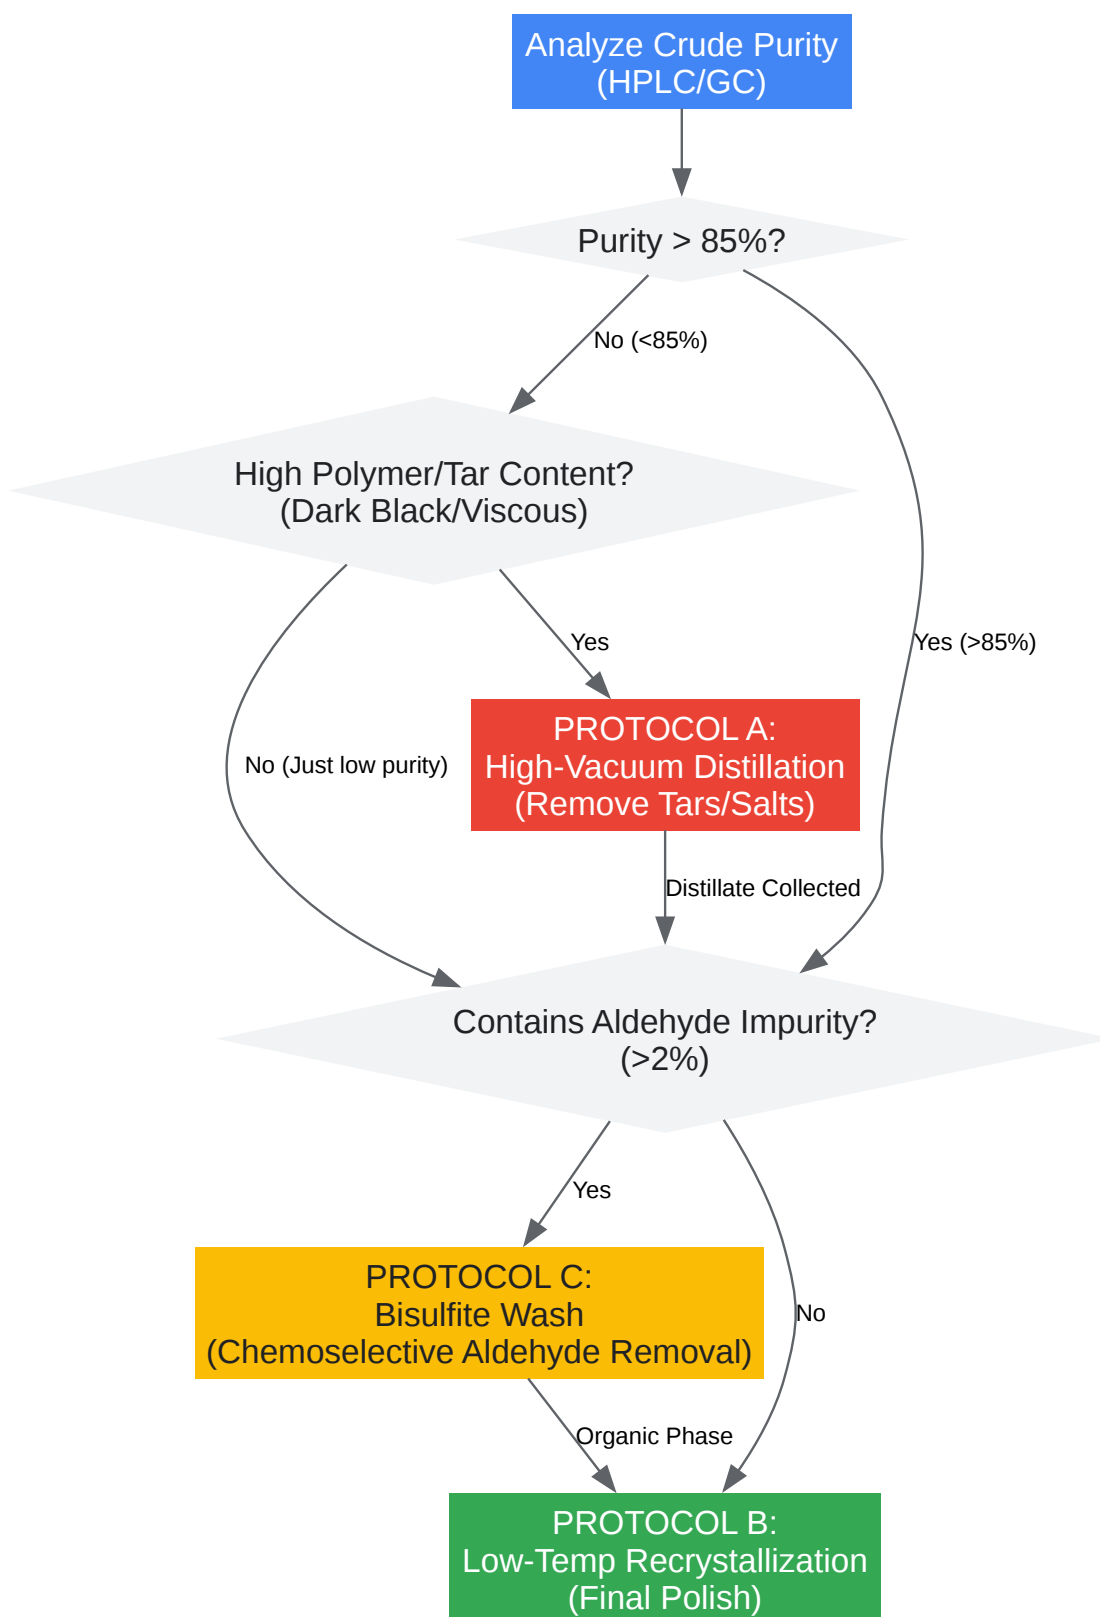 Analyze Crude Purity
(HPLC/GC)
Purity > 85%?
No (<85%)
High Polymer/Tar Content?
(Dark Black/Viscous)
Yes
Yes (>85%)
PROTOCOL A:
High-Vacuum Distillation
(Remove Tars/Salts)
No (Just low purity)
Distillate Collected
Contains Aldehyde Impurity?
(>2%)
Yes
PROTOCOL C:
Bisulfite Wash
(Chemoselective Aldehyde Removal)
No
Organic Phase
PROTOCOL B:
Low-Temp Recrystallization
(Final Polish)